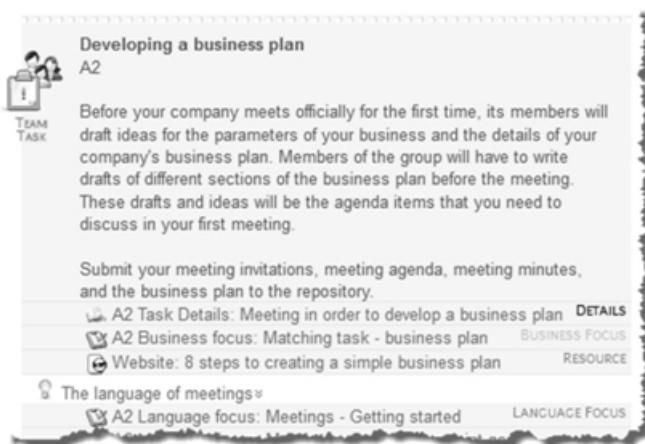 Developing a business plan
A2
TEAM
TASK
Before your company meets officially for the first time, its members will
draft ideas for the parameters of your business and the details of your
company's business plan. Members of the group will have to write
drafts of different sections of the business plan before the meeting.
These drafts and ideas will be the agenda items that you need to
discuss in your first meeting.
Submit your meeting invitations, meeting agenda, meeting minutes,
and the business plan to the repository.
A2 Task Details: Meeting in order to develop a business plan DETAILS
A2 Business focus: Matching task - business plan BUSINESS FOCUS
Website: 8 steps to creating a simple business plan RESOURCE
The language of meetings
A2 Language focus: Meetings - Getting started LANGUAGE FOCUS